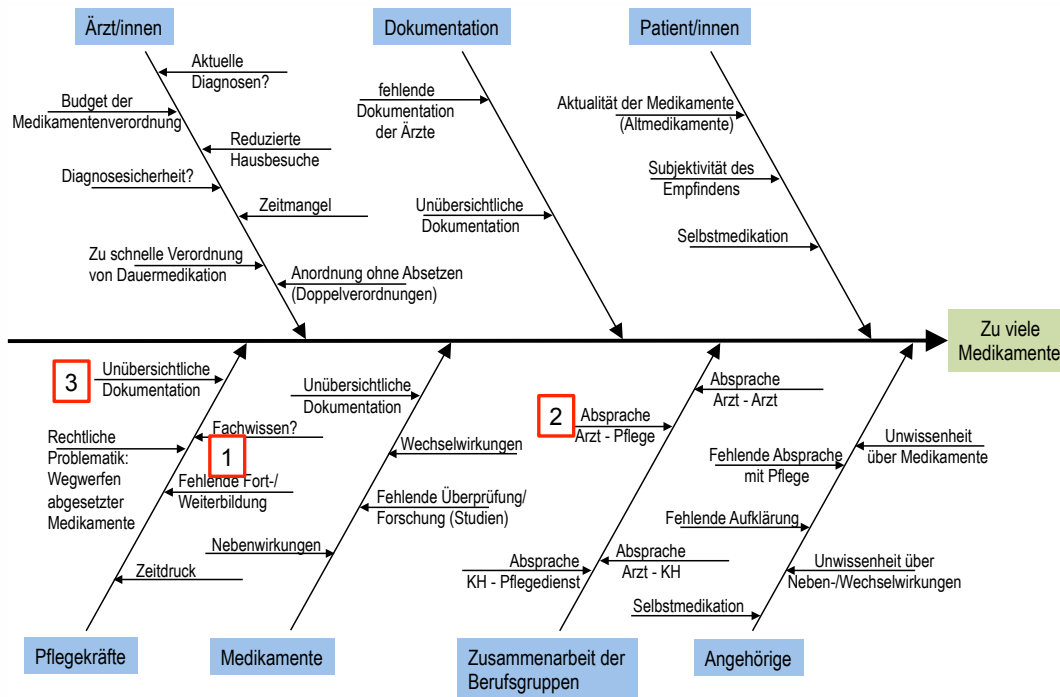 Ärzt/innen
Dokumentation
Patient/innen
Aktuelle
Diagnosen?
Budget der
Medikamentenverordnung
Reduzierte
Hausbesuche
Diagnosesicherheit?
Zeitmangel
Zu schnelle Verordnung
von Dauermedikation
Anordnung ohne Absetzen
(Doppelverordnungen)
fehlende
Dokumentation
der Ärzte
Unübersichtliche
Dokumentation
Aktualität der Medikamente
(Altmedikamente)
Subjektivität des
Empfindens
Selbstmedikation
Zu viele
Medikamente
3
Unübersichtliche
Dokumentation
Fachwissen?
1
Rechtliche
Problematik:
Wegwerfen
abgesetzter
Medikamente
Fehlende Fort-/
Weiterbildung
Zeitdruck
Unübersichtliche
Dokumentation
Wechselwirkungen
Fehlende Überprüfung/
Forschung (Studien)
Nebenwirkungen
2
Absprache
Arzt - Pflege
Absprache
Arzt - Arzt
Absprache
KH - Pflegedienst
Absprache
Arzt - KH
Unwissenheit
über Medikamente
Fehlende Absprache
mit Pflege
Fehlende Aufklärung
Unwissenheit über
Neben-/Wechselwirkungen
Selbstmedikation
Pflegekräfte
Medikamente
Zusammenarbeit der
Berufsgruppen
Angehörige